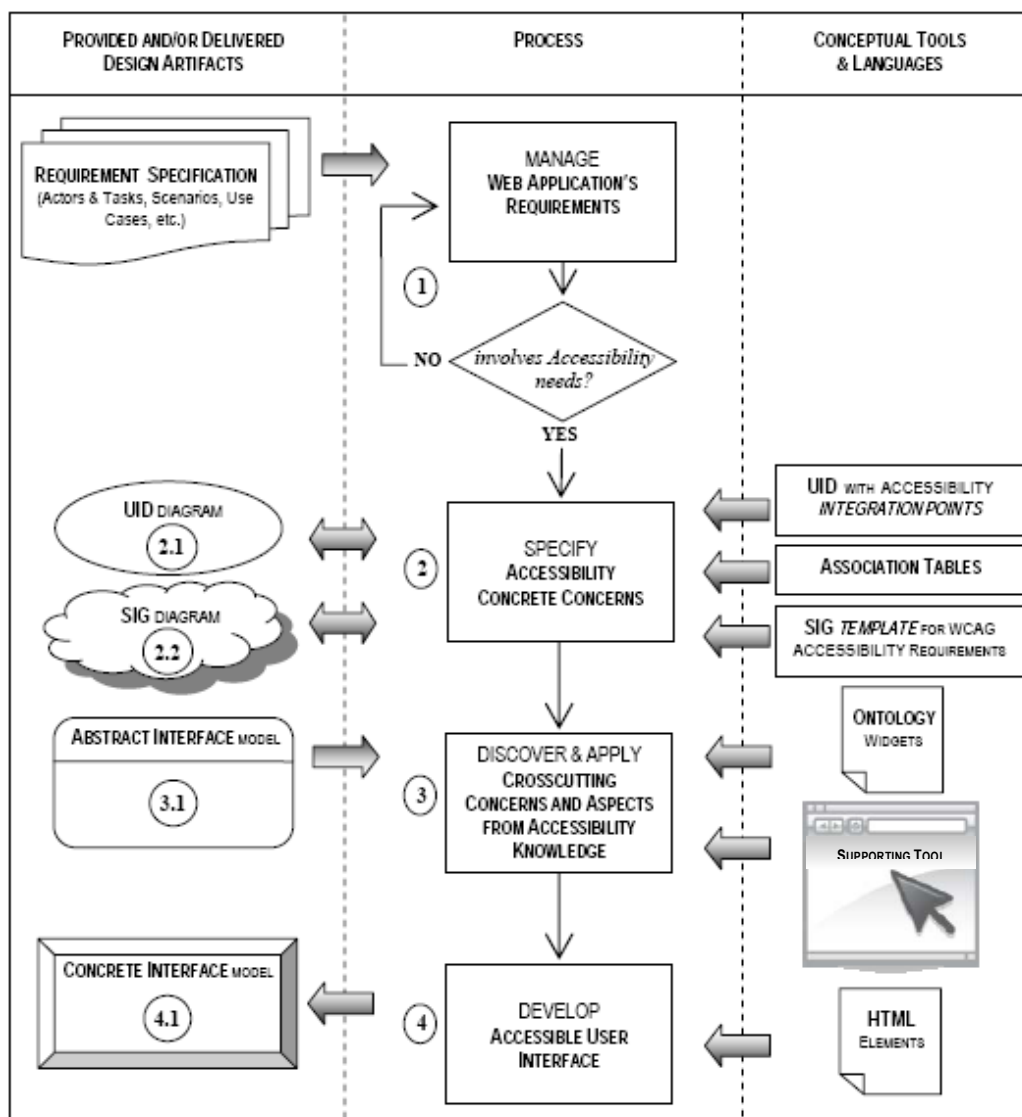 PROVIDED AND/OR DELIVERED
DESIGN ARTIFACTS
PROCESS
CONCEPTUAL TOOLS
& LANGUAGES
REQUIREMENT SPECIFICATION
(Actors & Tasks, Scenarios, Use
Cases, etc.)
MANAGE
WEB APPLICATION'S
REQUIREMENTS
1
NO
involves Accessibility
needs?
YES
UID DIAGRAM
2.1
SIG DIAGRAM
2.2
2
SPECIFY
ACCESSIBILITY
CONCRETE CONCERNS
UID WITH ACCESSIBILITY
INTEGRATION POINTS
ASSOCIATION TABLES
SIG TEMPLATE FOR WCAG
ACCESSIBILITY REQUIREMENTS
ABSTRACT INTERFACE MODEL
3.1
3
DISCOVER & APPLY
CROSSCUTTING
CONCERNS AND ASPECTS
FROM ACCESSIBILITY
KNOWLEDGE
ONTOLOGY
WIDGETS
SUPPORTING TOOL
CONCRETE INTERFACE MODEL
4.1
4
DEVELOP
ACCESSIBLE USER
INTERFACE
HTML
ELEMENTS